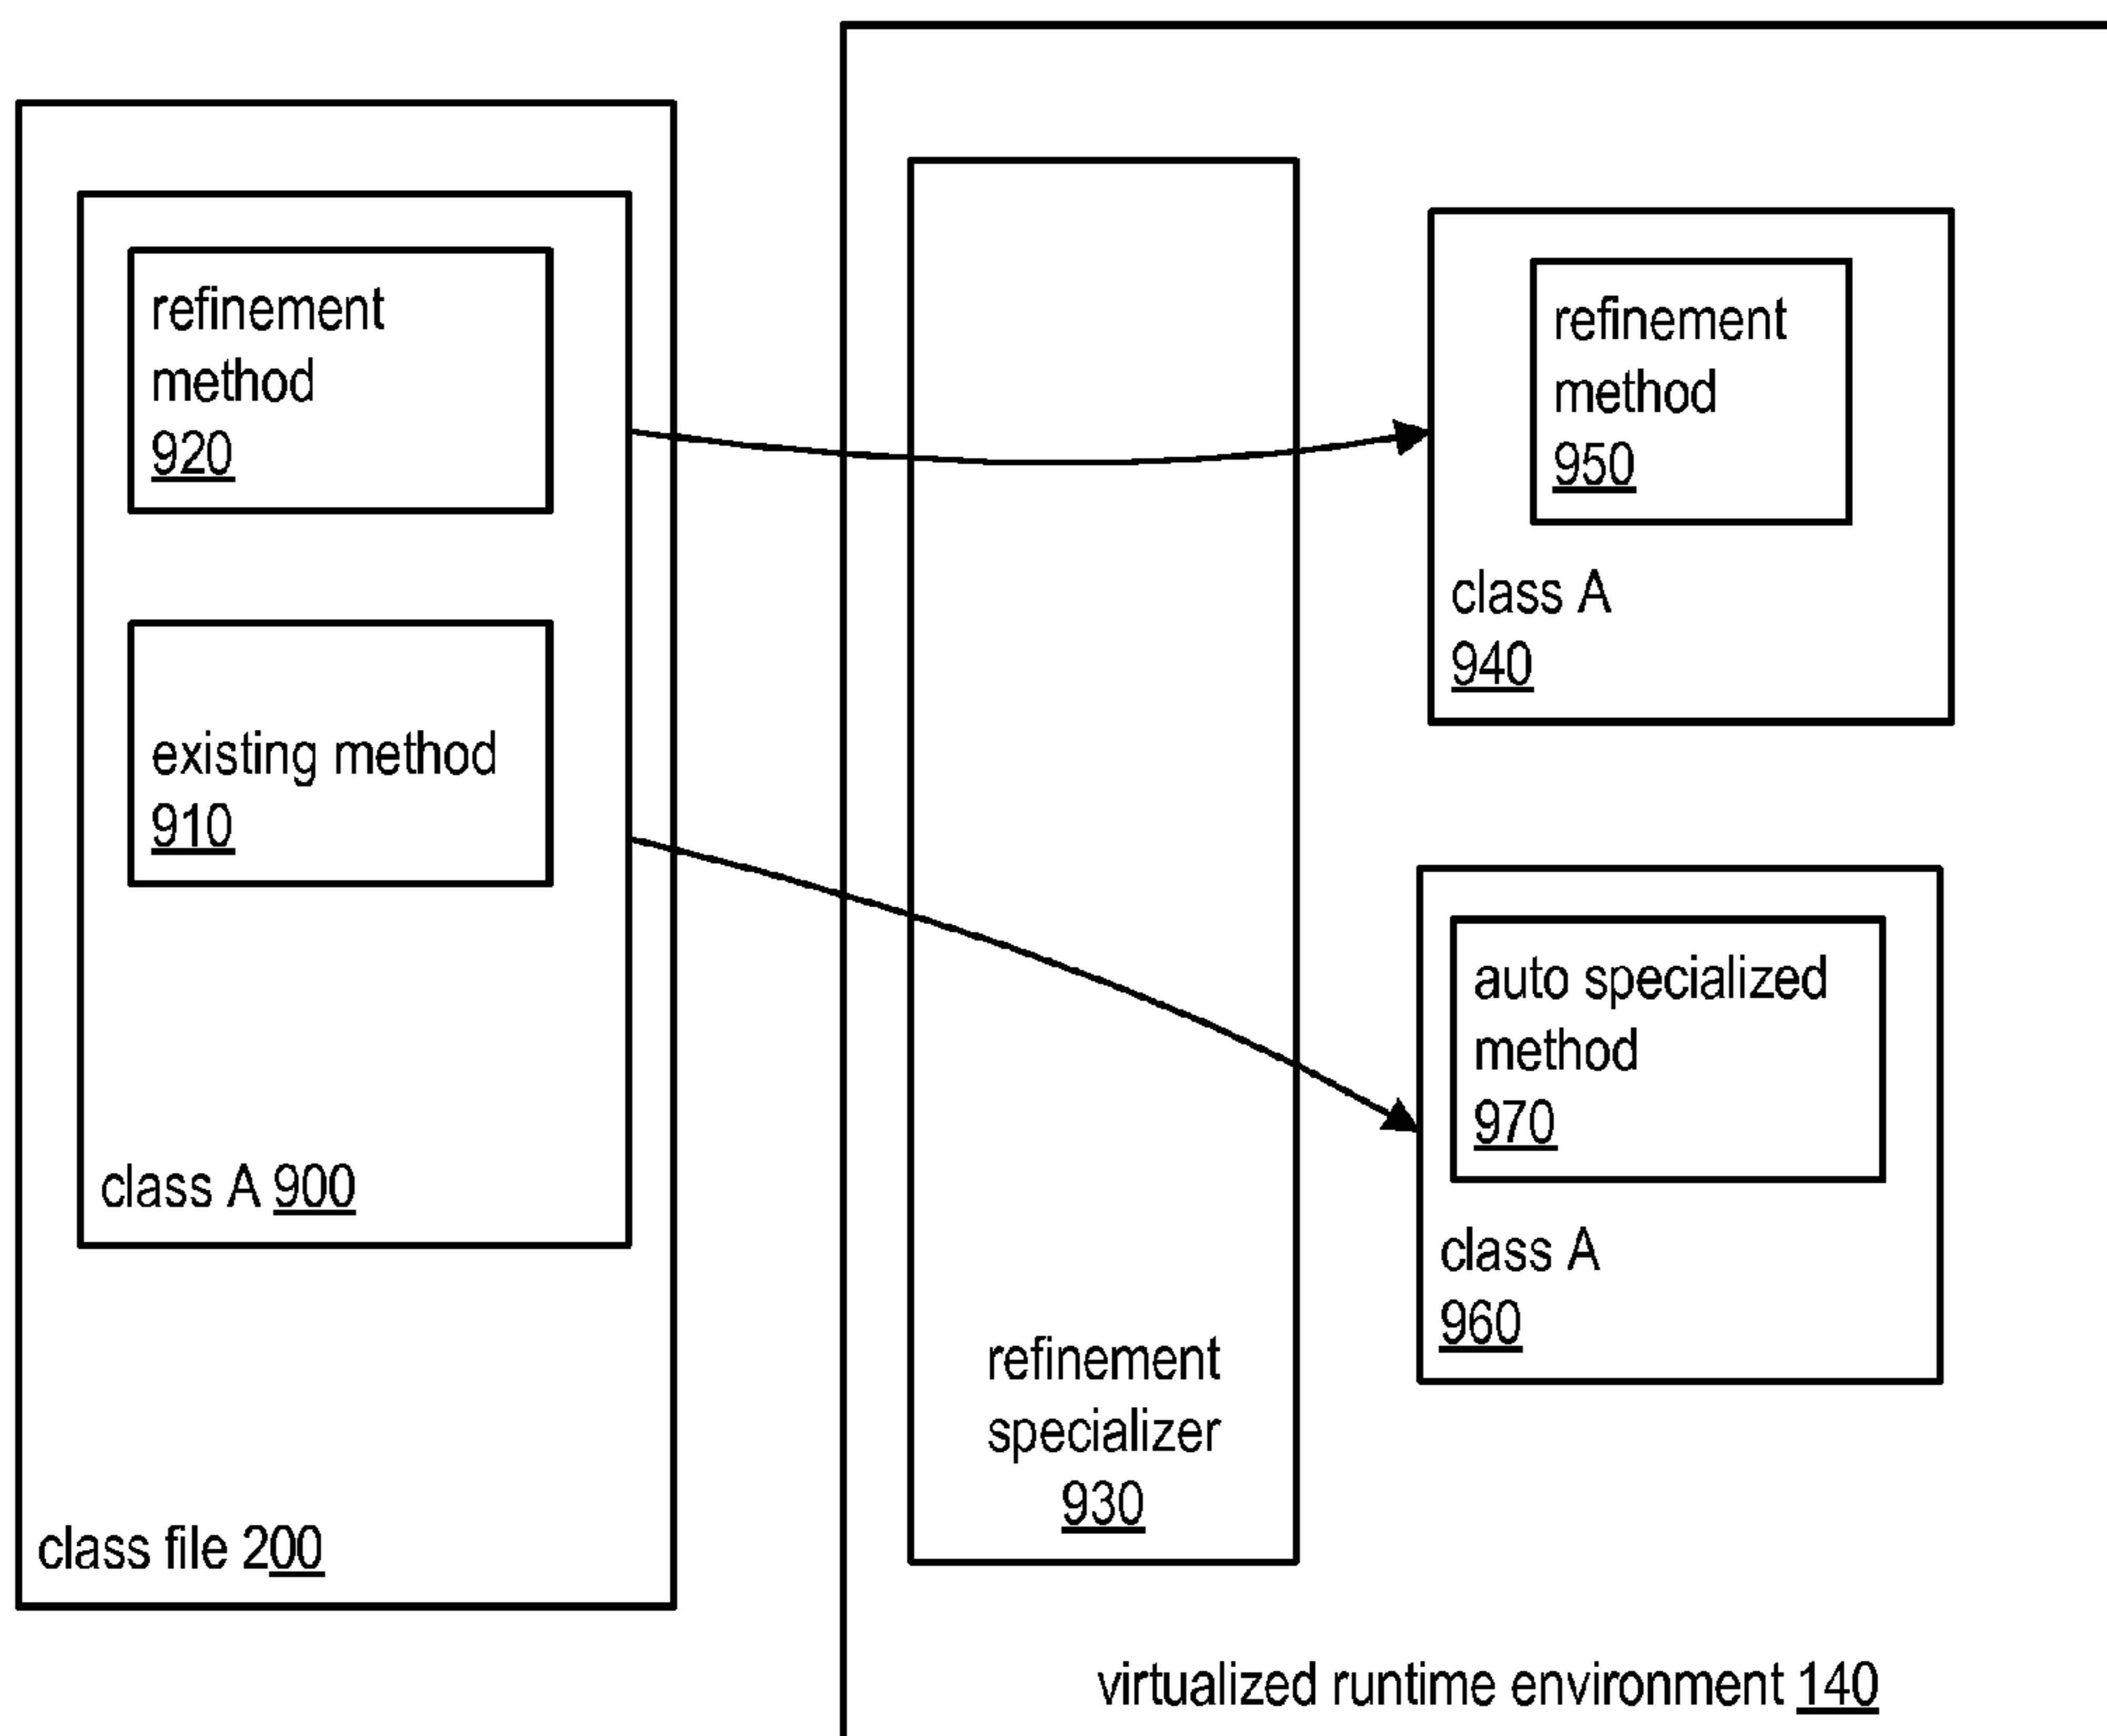 refinement
method
920
existing method
910
class A 900
class file 200
refinement
specializer
930
refinement
method
950
class A
940
auto specialized
method
970
class A
960
virtualized runtime environment 140